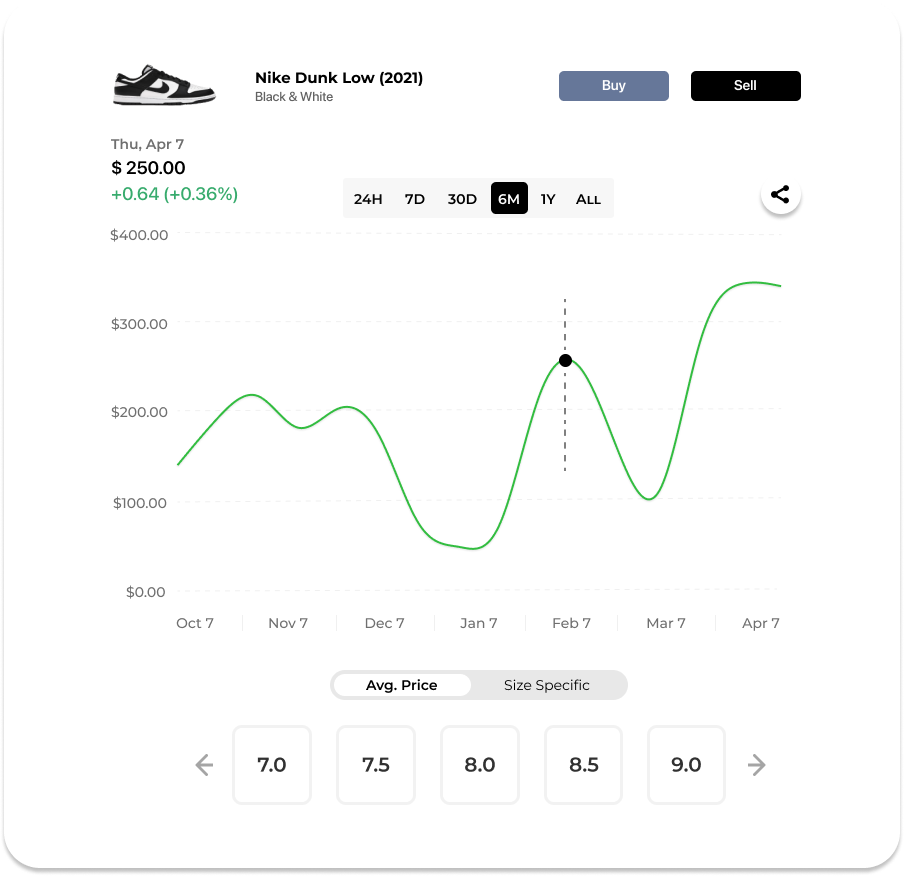 Nike Dunk Low (2021)
Black & White
Buy
Sell
Thu, Apr 7
$ 250.00
+0.64 (+0.36%)
24H 7D 30D 6M 1Y ALL
$400.00
$300.00
$200.00
$100.00
$0.00
Oct 7 Nov 7 Dec 7 Jan 7 Feb 7 Mar 7 Apr 7
Avg. Price Size Specific
7.0 7.5 8.0 8.5 9.0